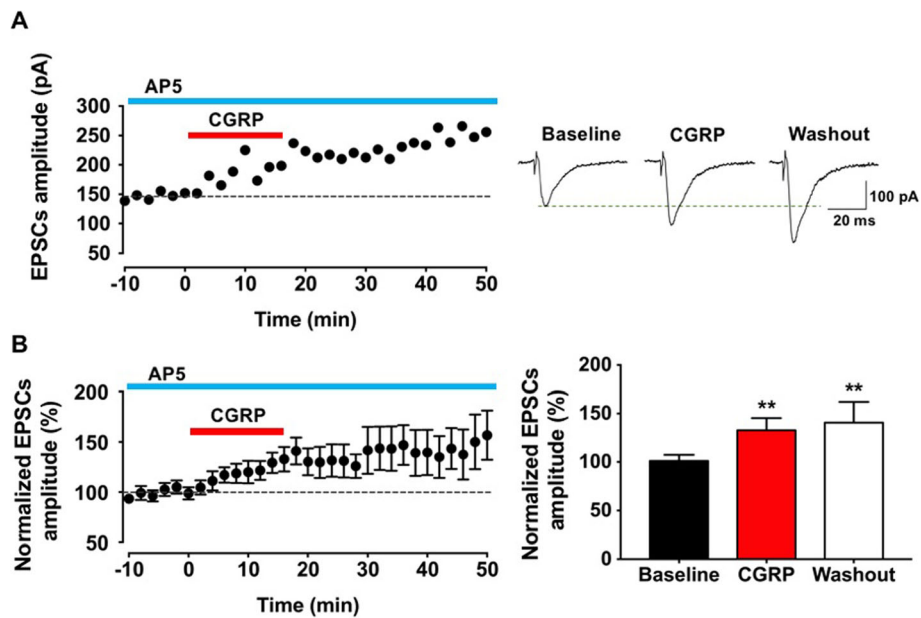 A
AP5
CGRP
EPSCs amplitude (pA)
300
250
200
150
100
50
-10 0 10 20 30 40 50
Time (min)
Baseline CGRP Washout
100 pA
20 ms
B
AP5
CGRP
Normalized EPSCs
amplitude (%)
200
150
100
50
-10 0 10 20 30 40 50
Time (min)
Normalized EPSCs
amplitude (%)
200
150
100
50
0
** **
Baseline CGRP Washout